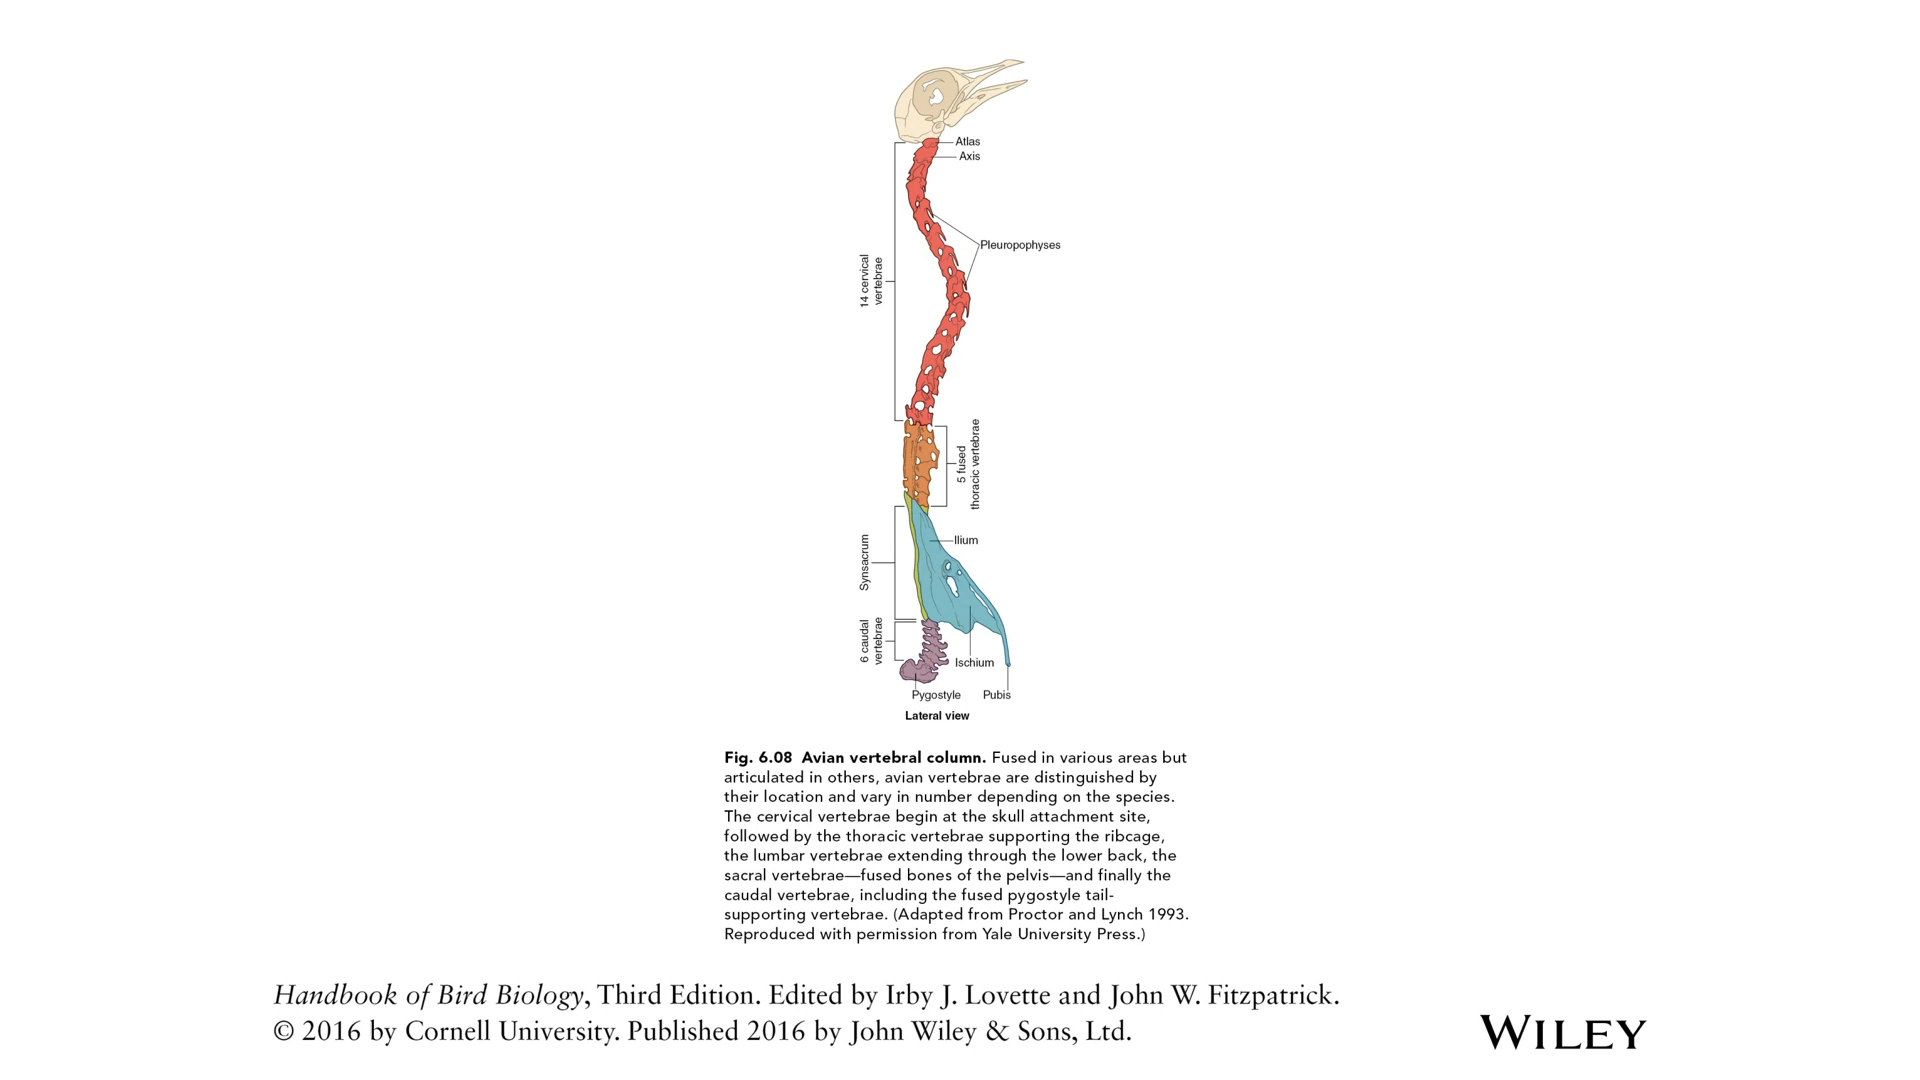 Atlas
Axis
Pleuropophyses
14 cervical
vertebrae
5 fused
thoracic vertebrae
Ilium
Synsacrum
6 caudal
vertebrae
Ischium
Pygostyle
Pubis
Lateral view
Fig. 6.08 Avian vertebral column. Fused in various areas but
articulated in others, avian vertebrae are distinguished by
their location and vary in number depending on the species.
The cervical vertebrae begin at the skull attachment site,
followed by the thoracic vertebrae supporting the ribcage,
the lumbar vertebrae extending through the lower back, the
sacral vertebrae—fused bones of the pelvis—and finally the
caudal vertebrae, including the fused pygostyle tail-
supporting vertebrae. (Adapted from Proctor and Lynch 1993.
Reproduced with permission from Yale University Press.)
Handbook of Bird Biology, Third Edition. Edited by Irby J. Lovette and John W. Fitzpatrick.
© 2016 by Cornell University. Published 2016 by John Wiley & Sons, Ltd.
WILEY